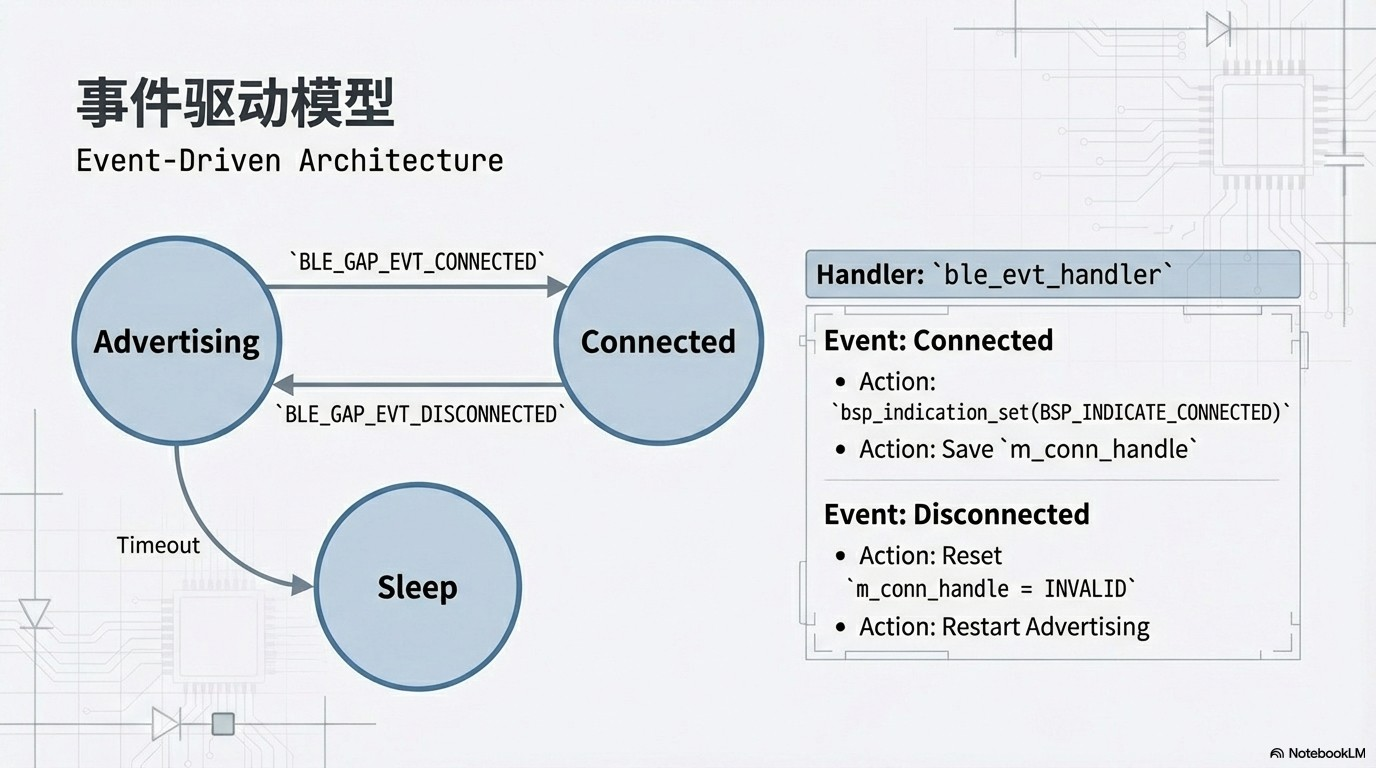 事件驱动模型
Event-Driven Architecture
Advertising
`BLE_GAP_EVT_CONNECTED`
Connected
`BLE_GAP_EVT_DISCONNECTED`
Timeout
Sleep
Handler: `ble_evt_handler`
Event: Connected
• Action:
`bsp_indication_set(BSP_INDICATE_CONNECTED)`
• Action: Save `m_conn_handle`
Event: Disconnected
• Action: Reset
`m_conn_handle = INVALID`
• Action: Restart Advertising
NotebookLM